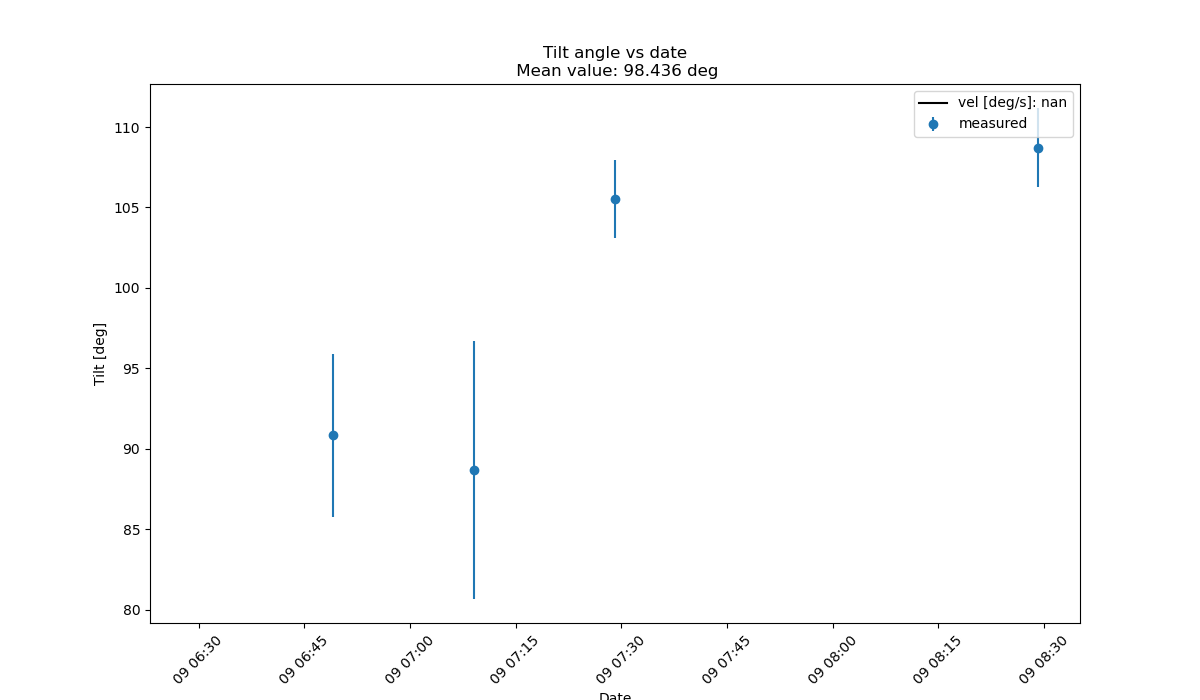 Tilt angle vs date
Mean value: 98.436 deg
vel [deg/s]: nan
measured
Tilt [deg]
110
105
100
95
90
85
80
09 06:30
09 06:45
09 07:00
09 07:15
09 07:30
09 07:45
09 08:00
09 08:15
09 08:30
Date